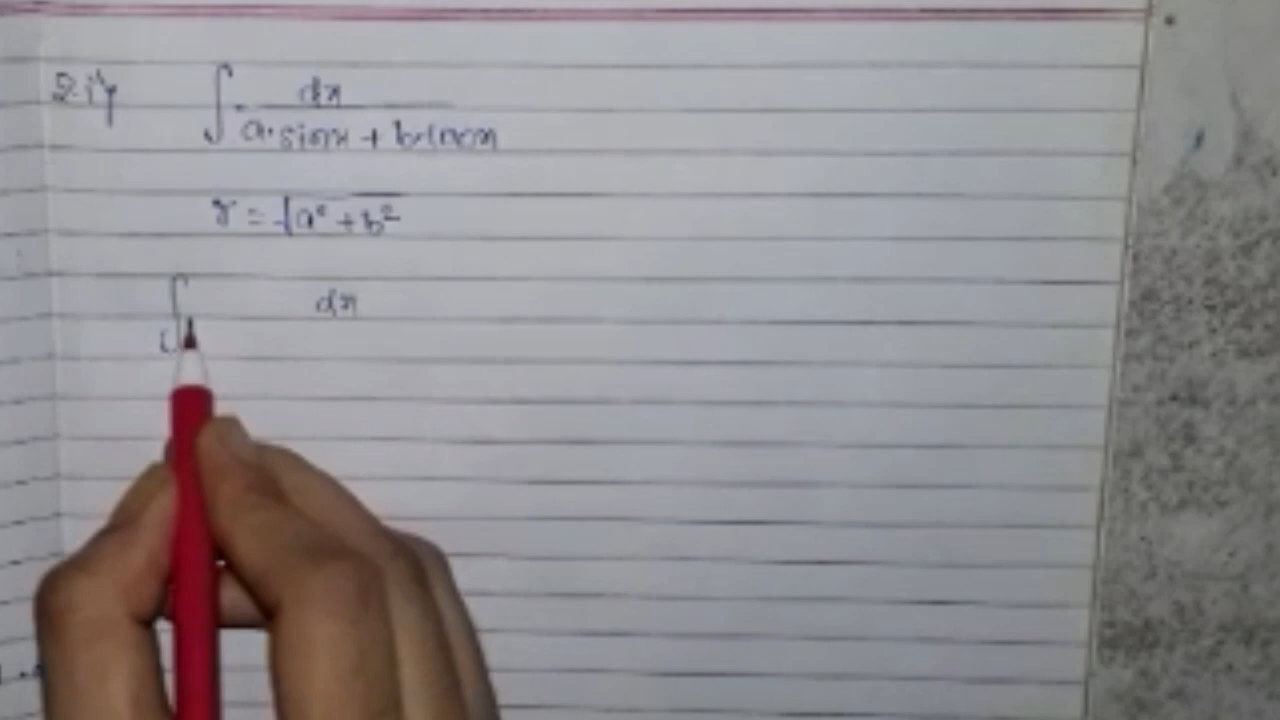 ∫ dx / a·sinx + b·cosx
r = √a² + b²
∫ dx